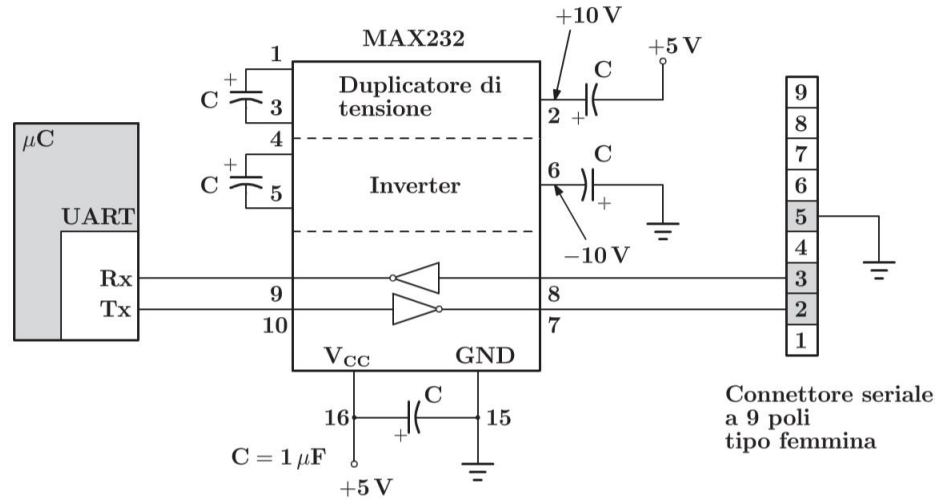 +10 V
MAX232
+5 V
1
C
+
C
3
Duplicatore di
tensione
2
+
4
+
C
5
Inverter
6
C
+
−10 V
μC
UART
Rx
Tx
9
10
8
7
9
8
7
6
5
4
3
2
1
VCC
GND
16
C
+
15
C = 1 μF
+5 V
Connettore seriale
a 9 poli
tipo femmina